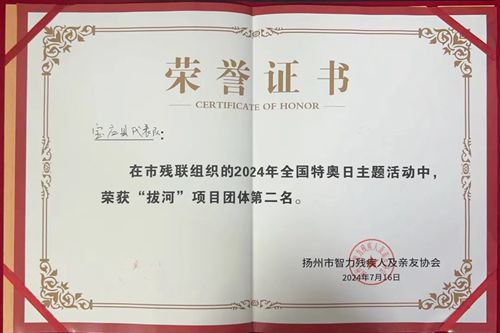 荣誉证书
CERTIFICATE OF HONOR
宝应县代表队:
在市残联组织的2024年全国特奥日主题活动中，
荣获“拔河”项目团体第二名。
扬州市智力残疾人及亲友协会
2024年7月16日